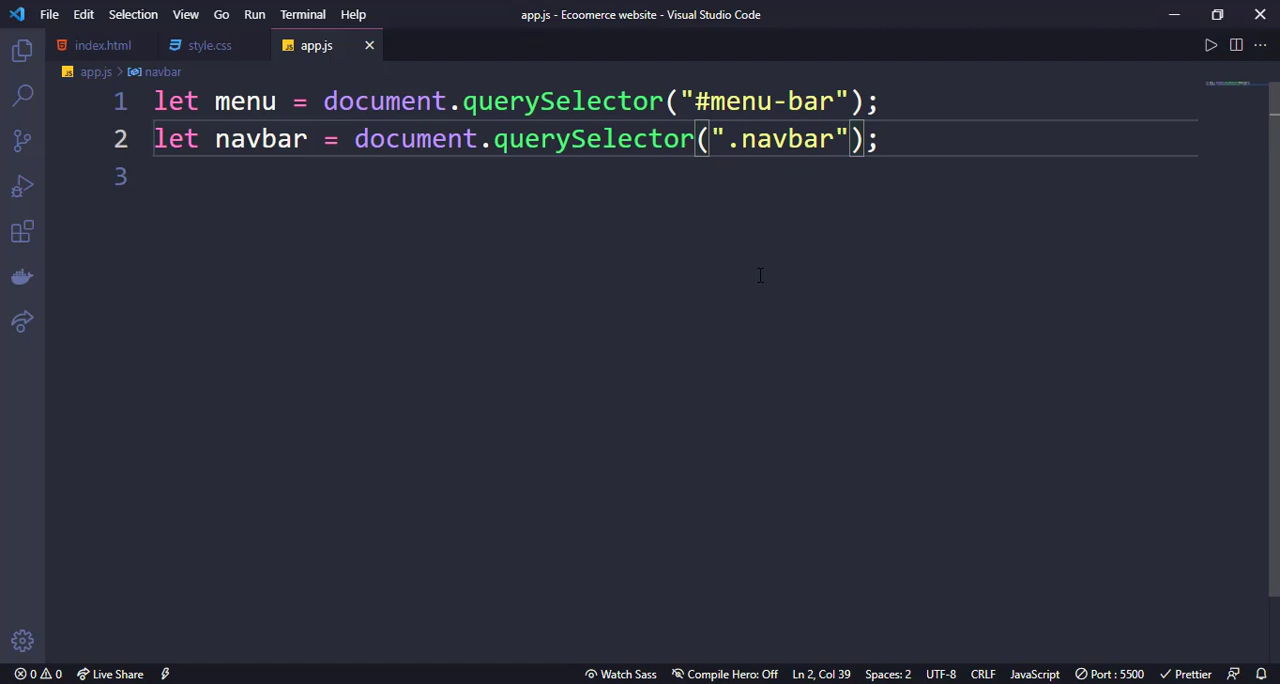 File Edit Selection View Go Run Terminal Help app.js - Ecoomerce website - Visual Studio Code
index.html style.css JS app.js
JS app.js > navbar
1 let menu = document.querySelector("#menu-bar");
2 let navbar = document.querySelector(".navbar");
3
0 0 Live Share Watch Sass Compile Hero: Off Ln 2, Col 39 Spaces: 2 UTF-8 CRLF JavaScript Port : 5500 Prettier